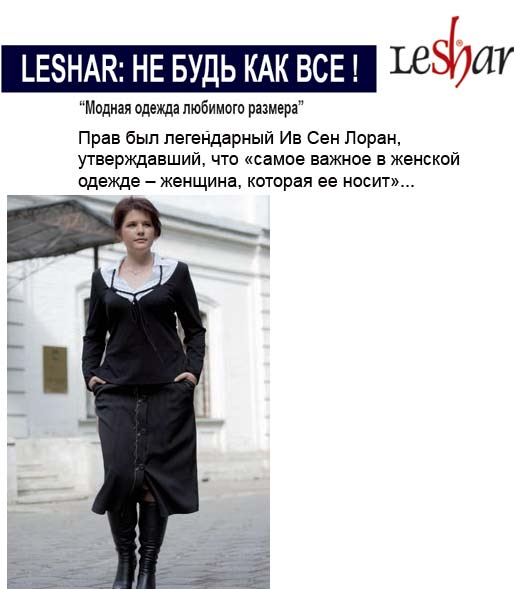 Leshar
LESHAR: НЕ БУДЬ КАК ВСЕ !
“Модная одежда любимого размера”
Прав был легендарный Ив Сен Лоран,
утверждавший, что «самое важное в женской
одежде – женщина, которая ее носит»...